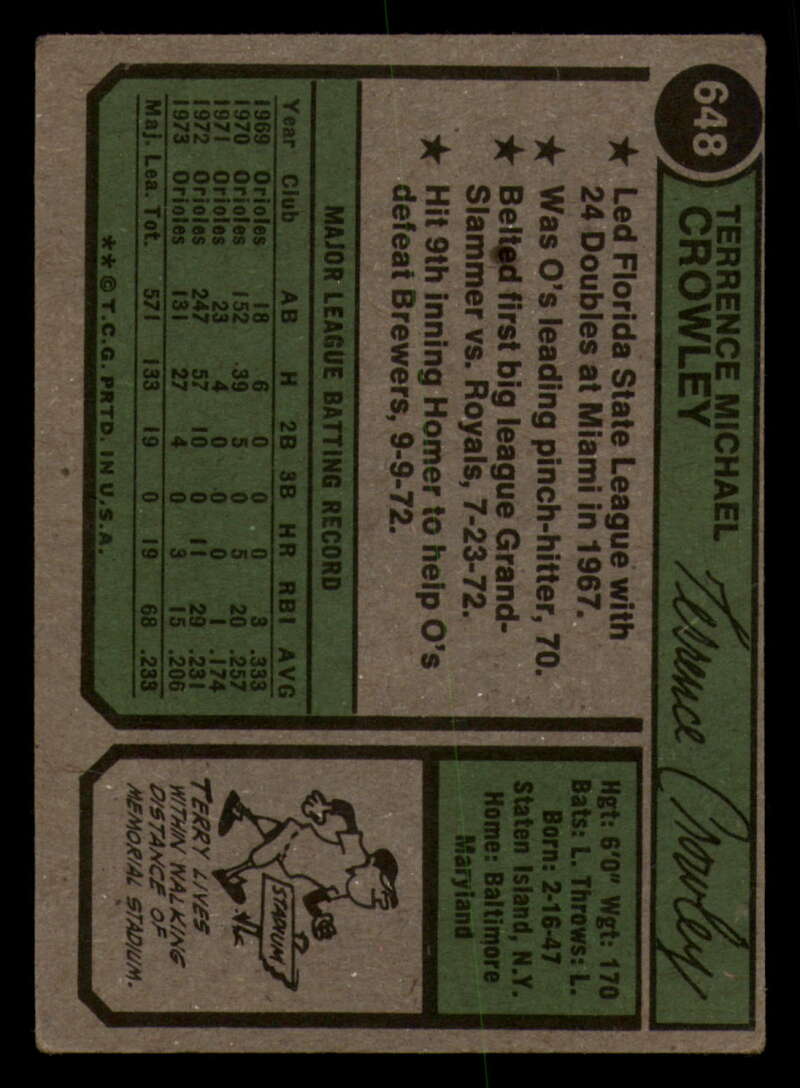 648
TERRENCE MICHAEL
CROWLEY
Terrence Crowley
★ Led Florida State League with
24 Doubles at Miami in 1967.
★ Was O's leading pinch-hitter, 70.
★ Belted first big league Grand-
Slammer vs. Royals, 7-23-72.
★ Hit 9th inning Homer to help O's
defeat Brewers, 9-9-72.
MAJOR LEAGUE BATTING RECORD
Year Club AB H 2B 3B HR RBI AVG
1969 Orioles 18 6 0 0 0 3 .333
1970 Orioles 152 39 5 0 5 20 .257
1971 Orioles 23 4 0 0 0 1 .174
1972 Orioles 247 57 10 0 11 29 .231
1973 Orioles 131 27 4 0 3 15 .206
Maj. Lea. Tot. 571 133 19 0 19 68 .233
**©T.C.G. PRTD. IN U.S.A.
Hgt: 6'0" Wgt: 170
Bats: L. Throws: L.
Born: 2-16-47
Staten Island, N.Y.
Home: Baltimore
Maryland
STADIUM
TERRY LIVES
WITHIN WALKING
DISTANCE OF
MEMORIAL STADIUM.